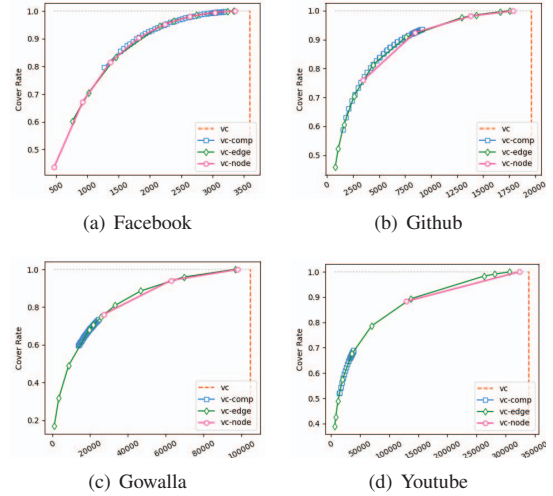 1.0
0.9
0.8
0.7
0.6
0.5
Cover Rate
vc
vc-comp
vc-edge
vc-node
500
1000
1500
2000
2500
3000
3500
(a) Facebook
1.0
0.9
0.8
0.7
0.6
0.5
Cover Rate
vc
vc-comp
vc-edge
vc-node
0
2500
5000
7500
10000
12500
15000
17500
20000
(b) Github
1.0
0.8
0.6
0.4
0.2
Cover Rate
vc
vc-comp
vc-edge
vc-node
0
20000
40000
60000
80000
100000
(c) Gowalla
1.0
0.9
0.8
0.7
0.6
0.5
0.4
Cover Rate
vc
vc-comp
vc-edge
vc-node
0
50000
100000
150000
200000
250000
300000
350000
(d) Youtube